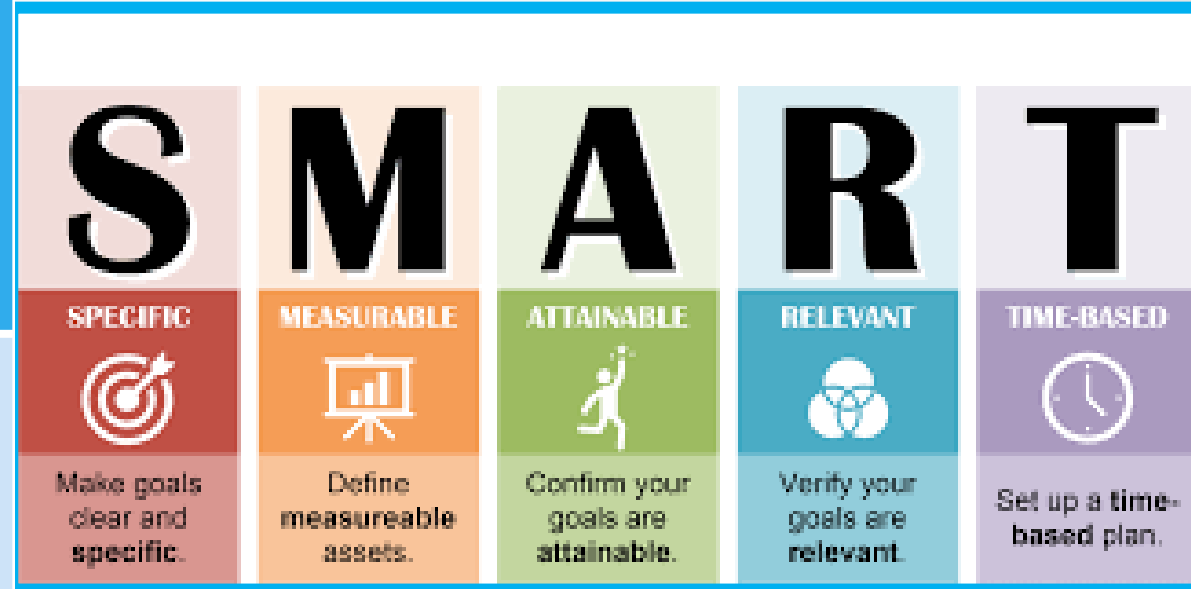 S
SPECIFIC
Make goals
clear and
specific.
M
MEASURABLE
Define
measureable
assets.
A
ATTAINABLE
Confirm your
goals are
attainable.
R
RELEVANT
Verify your
goals are
relevant.
T
TIME-BASED
Set up a time-
based plan.